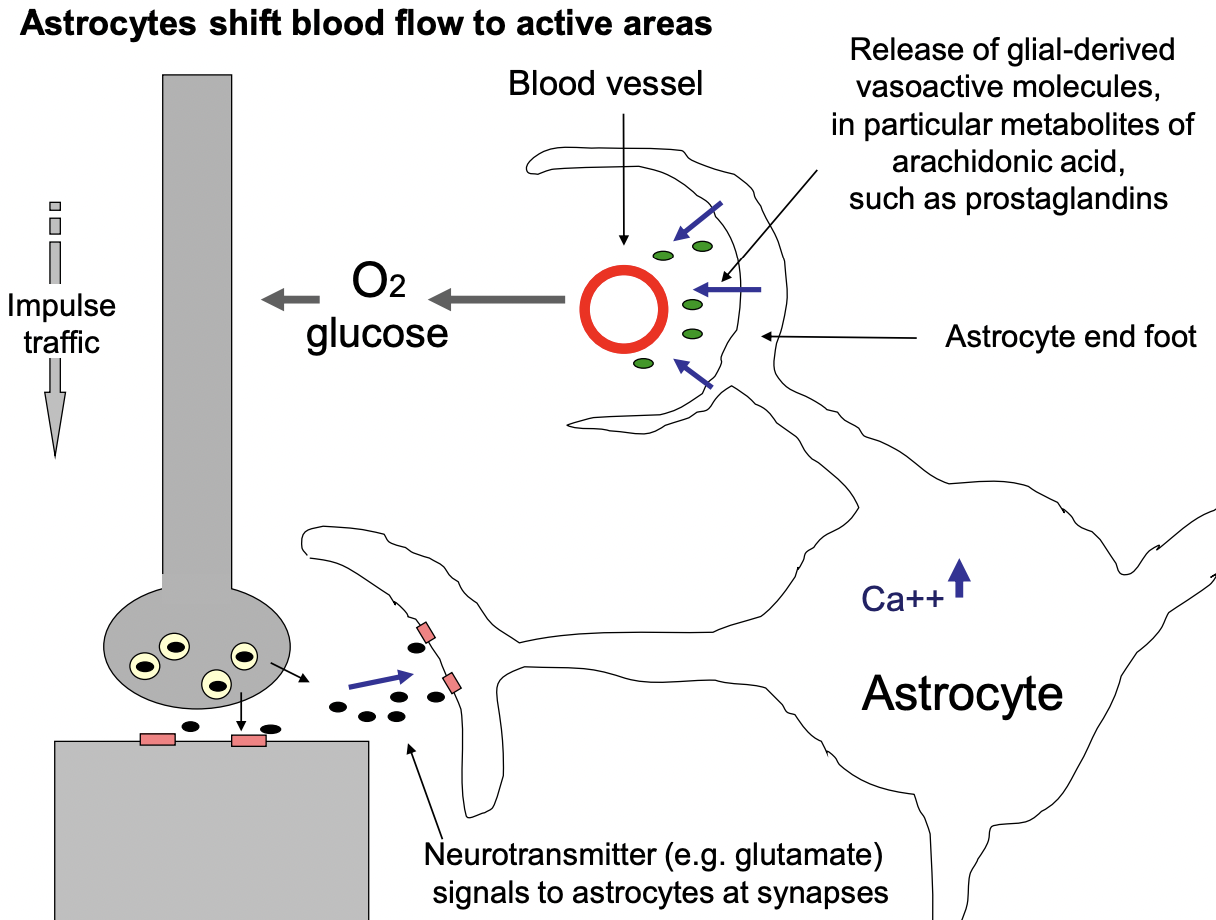 Astrocytes shift blood flow to active areas
Blood vessel
Release of glial-derived
vasoactive molecules,
in particular metabolites of
arachidonic acid,
such as prostaglandins
Impulse
traffic
O2
glucose
Astrocyte end foot
Ca++
Astrocyte
Neurotransmitter (e.g. glutamate)
signals to astrocytes at synapses